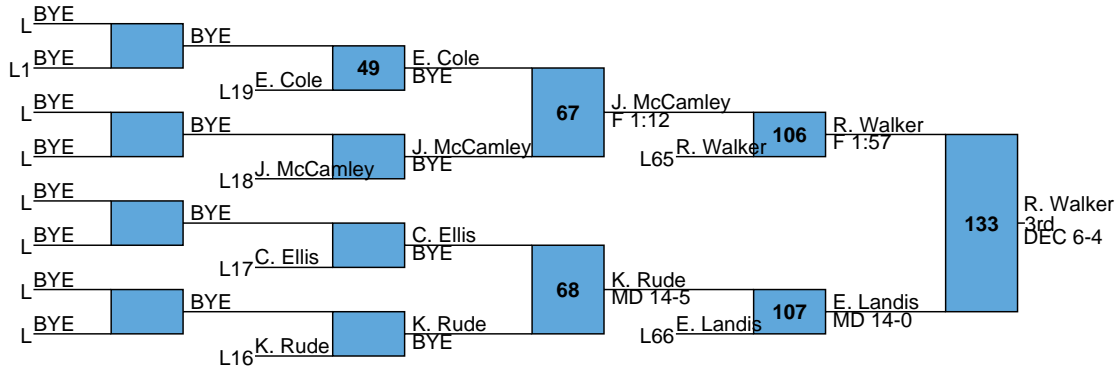 L BYE
BYE
L1 BYE
49
E. Cole
BYE
L19 E. Cole
L BYE
BYE
L BYE
67
J. McCamley
F 1:12
J. McCamley
BYE
L18 J. McCamley
106
R. Walker
F 1:57
L65 R. Walker
L BYE
BYE
L BYE
C. Ellis
BYE
L17 C. Ellis
133
R. Walker
3rd
DEC 6-4
68
K. Rude
MD 14-5
L BYE
BYE
L BYE
K. Rude
BYE
L16 K. Rude
107
E. Landis
MD 14-0
L66 E. Landis